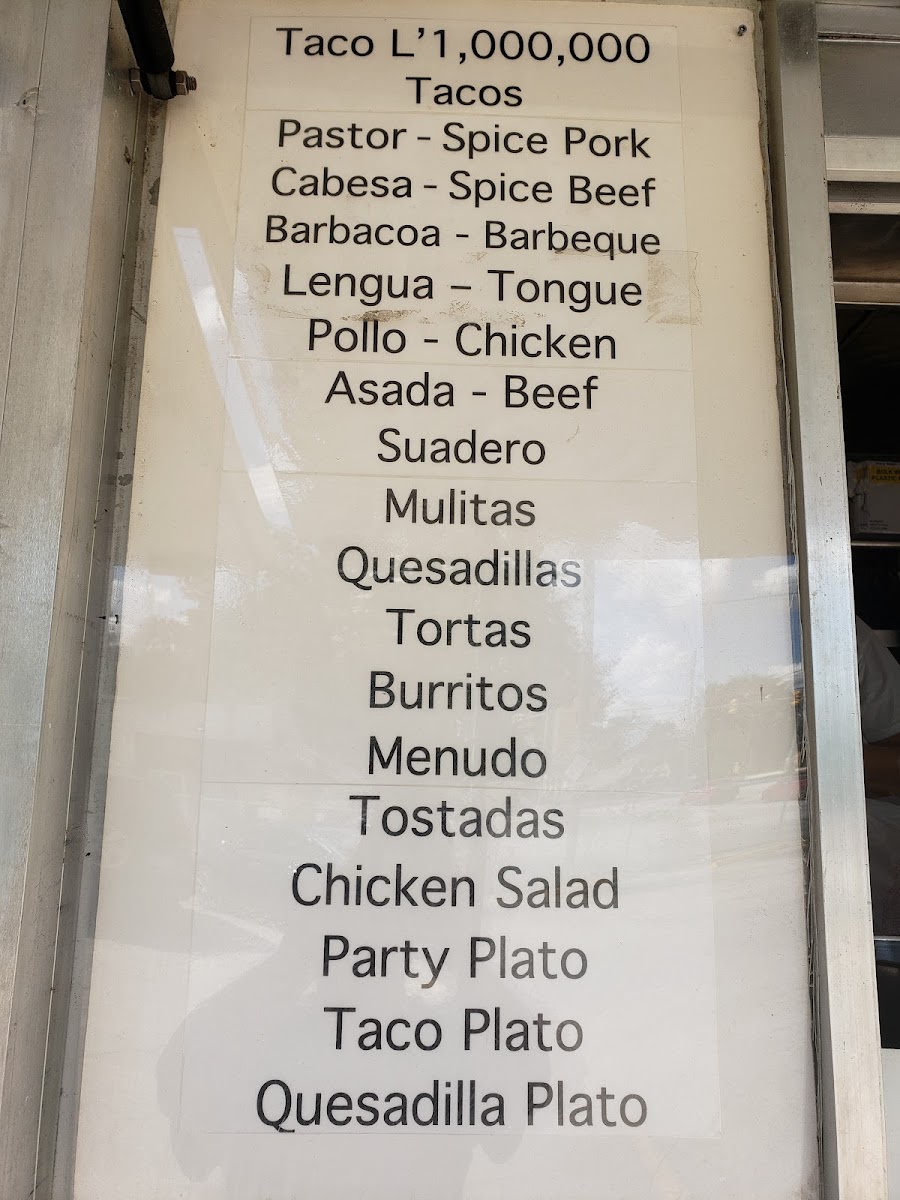 Taco L'1,000,000
Tacos
Pastor - Spice Pork
Cabesa - Spice Beef
Barbacoa - Barbeque
Lengua – Tongue
Pollo - Chicken
Asada - Beef
Suadero
Mulitas
Quesadillas
Tortas
Burritos
Menudo
Tostadas
Chicken Salad
Party Plato
Taco Plato
Quesadilla Plato